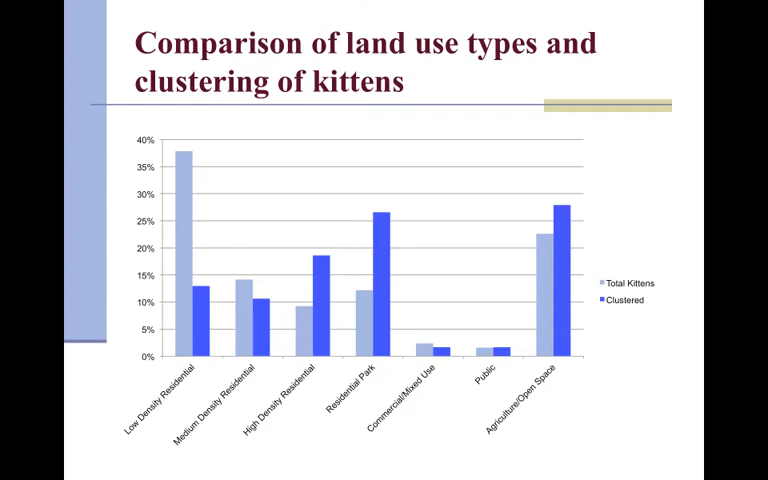 Comparison of land use types and
clustering of kittens
40%
35%
30%
25%
20%
15%
10%
5%
0%
Low Density Residential
Medium Density Residential
High Density Residential
Residential Park
Commercial/Mixed Use
Public
Agriculture/Open Space
Total Kittens
Clustered